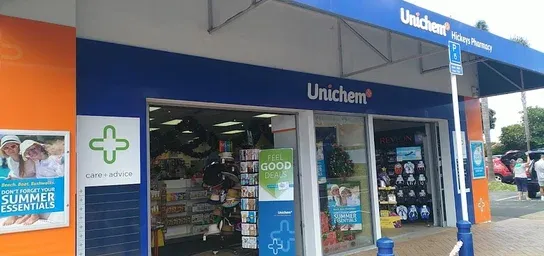 Unichem
Hickeys Pharmacy
P
Unichem
care + advice
Beach. Boat. Bushwalks.
DON'T FORGET YOUR
SUMMER
ESSENTIALS
FEEL
GOOD
DEALS
UNICHEM
SUMMER
ESSENTIALS